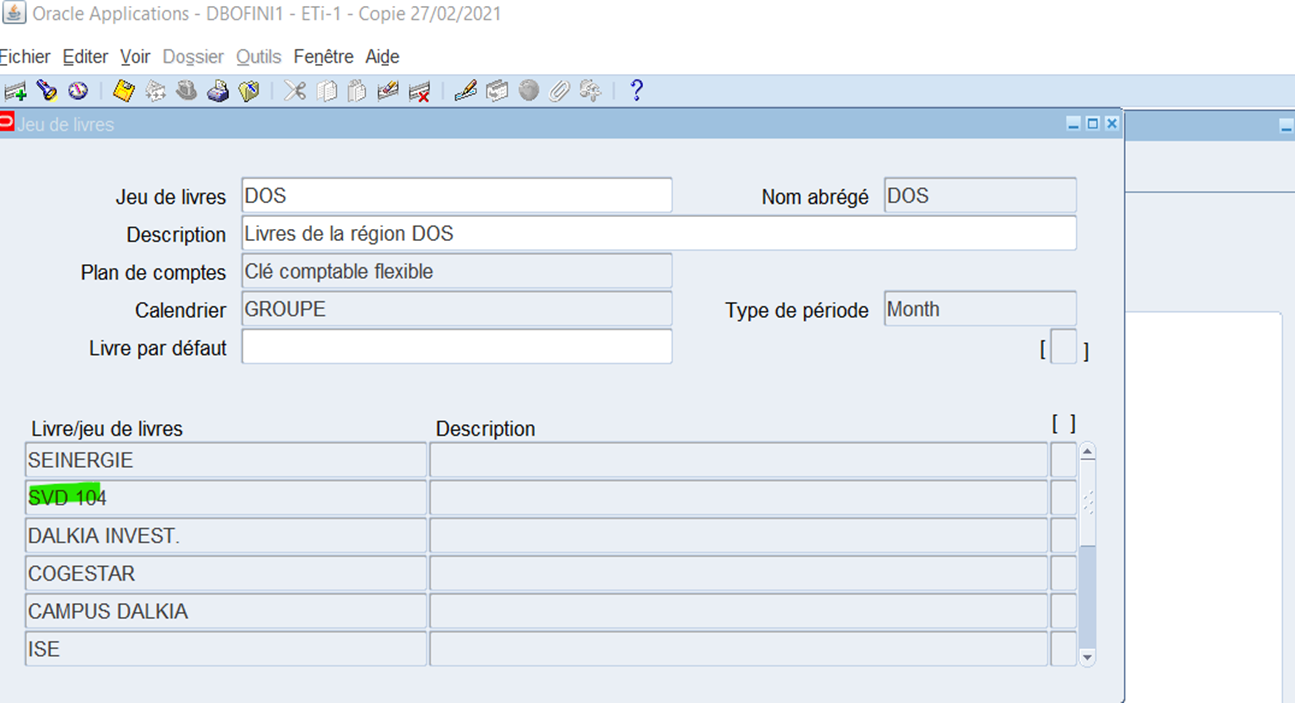 Oracle Applications - DBOFINI1 - ETi-1 - Copie 27/02/2021
Fichier Editer Voir Dossier Outils Fenêtre Aide
?
Jeu de livres
Jeu de livres DOS Nom abrégé DOS
Description Livres de la région DOS
Plan de comptes Clé comptable flexible
Calendrier GROUPE Type de période Month
Livre par défaut [ ]
Livre/jeu de livres Description [ ]
SEINERGIE
SVD 104
DALKIA INVEST.
COGESTAR
CAMPUS DALKIA
ISE